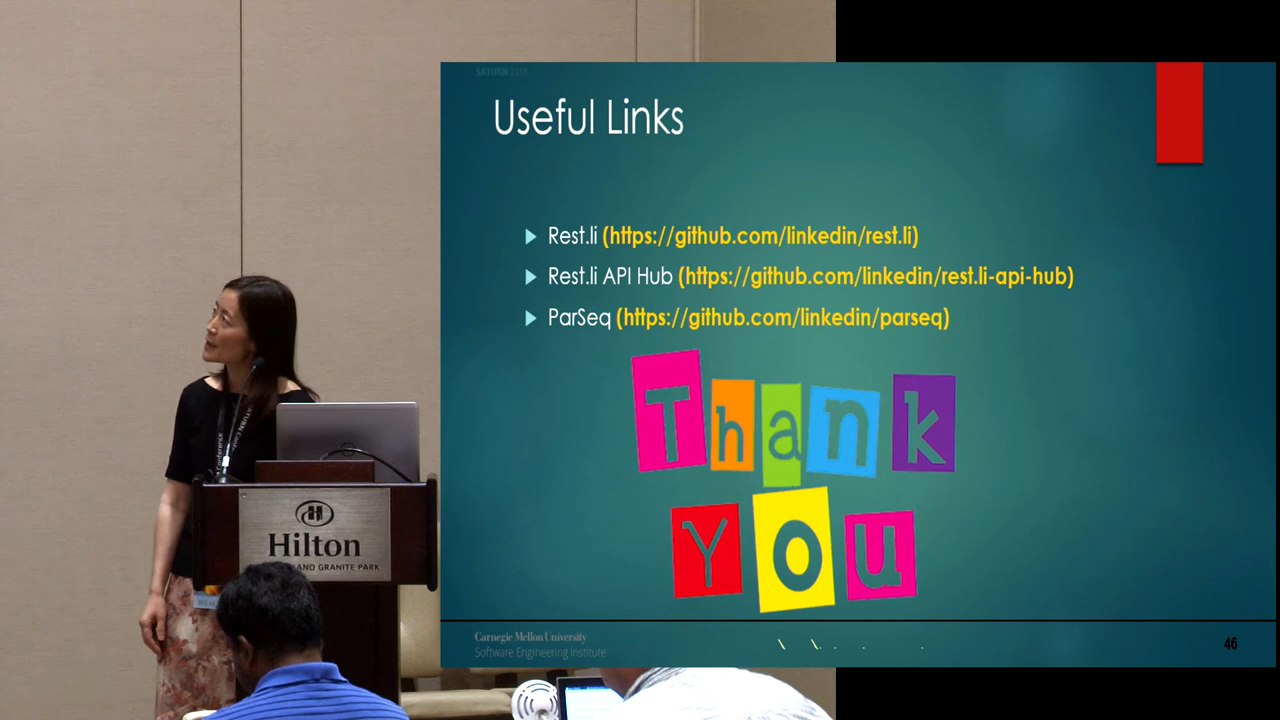 SATURN 2018
Useful Links
Rest.li (https://github.com/linkedin/rest.li)
Rest.li API Hub (https://github.com/linkedin/rest.li-api-hub)
ParSeq (https://github.com/linkedin/parseq)
Thank
You
Carnegie Mellon University
Software Engineering Institute
46
Hilton
GRANITE PARK